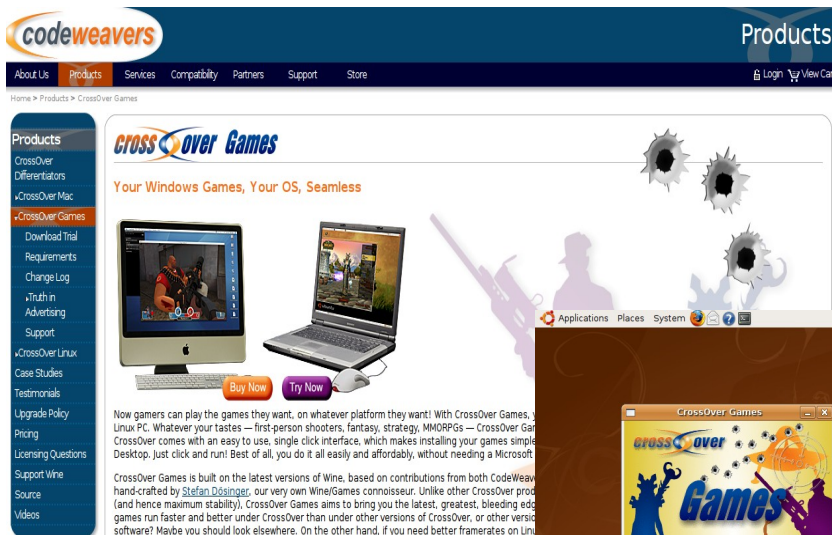 codeweavers
Products
About Us Products Services Compatibility Partners Support Store
Login View Car
Home > Products > CrossOver Games
Products
CrossOver
Differentiators
CrossOver Mac
CrossOver Games
Download Trial
Requirements
Change Log
Truth in
Advertising
Support
CrossOver Linux
Case Studies
Testimonials
Upgrade Policy
Pricing
Licensing Questions
Support Wine
Source
Videos
cross over Games
Your Windows Games, Your OS, Seamless
Buy Now Try Now
Now gamers can play the games they want, on whatever platform they want! With CrossOver Games, y
Linux PC. Whatever your tastes — first-person shooters, fantasy, strategy, MMORPGs — CrossOver Gar
CrossOver comes with an easy to use, single click interface, which makes installing your games simple
Desktop. Just click and run! Best of all, you do it all easily and affordably, without needing a Microsoft
CrossOver Games is built on the latest versions of Wine, based on contributions from both CodeWeav
hand-crafted by Stefan Dösinger, our very own Wine/Games connoisseur. Unlike other CrossOver prod
(and hence maximum stability), CrossOver Games aims to bring you the latest, greatest, bleeding edg
games run faster and better under CrossOver than under other versions of CrossOver, or other versio
software? Maybe you should look elsewhere. On the other hand, if you need better framerates on Linu
Applications Places System
CrossOver Games
cross over
Games